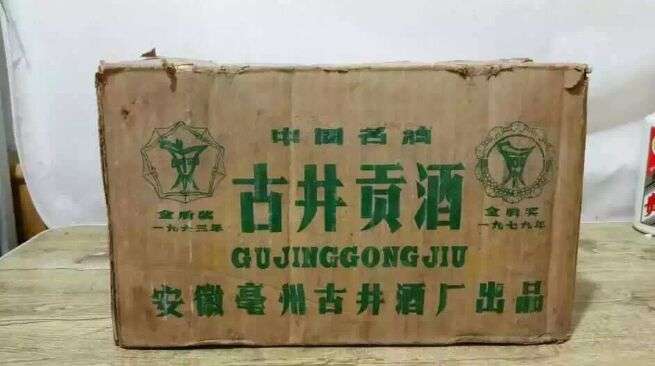 中国名酒
古井贡酒
金质奖
一九六三年
金质奖
一九七九年
GUJINGGONGJIU
安徽亳州古井酒厂出品